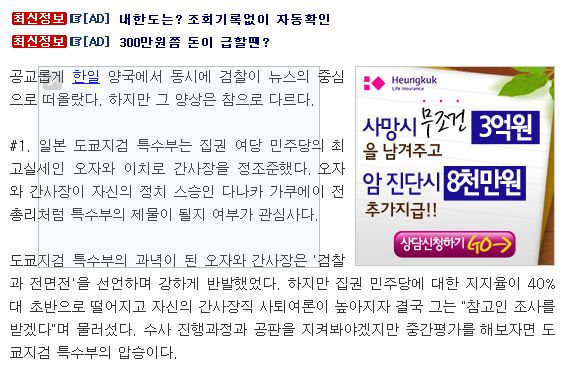 최신정보 [AD] 내한도는? 조회기록없이 자동확인
최신정보 [AD] 300만원쯤 돈이 급할땐?
공교롭게 한일 양국에서 동시에 검찰이 뉴스의 중심
으로 떠올랐다. 하지만 그 양상은 참으로 다르다.
#1. 일본 도쿄지검 특수부는 집권 여당 민주당의 최
고실세인 오자와 이치로 간사장을 정조준했다. 오자
와 간사장이 자신의 정치 스승인 다나카 가쿠에이 전
총리처럼 특수부의 제물이 될지 여부가 관심사다.
도쿄지검 특수부의 과녁이 된 오자와 간사장은 '검찰
과 전면전'을 선언하며 강하게 반발했었다. 하지만 집권 민주당에 대한 지지율이 40%
대 초반으로 떨어지고 자신의 간사장직 사퇴여론이 높아지자 결국 그는 "참고인 조사를
받겠다"며 물러섰다. 수사 진행과정과 공판을 지켜봐야겠지만 중간평가를 해보자면 도
쿄지검 특수부의 압승이다.
Heungkuk
Life Insurance
사망시 무조건 3억원
을 남겨주고
암 진단시 8천만원
추가지급!!
상담신청하기 GO→